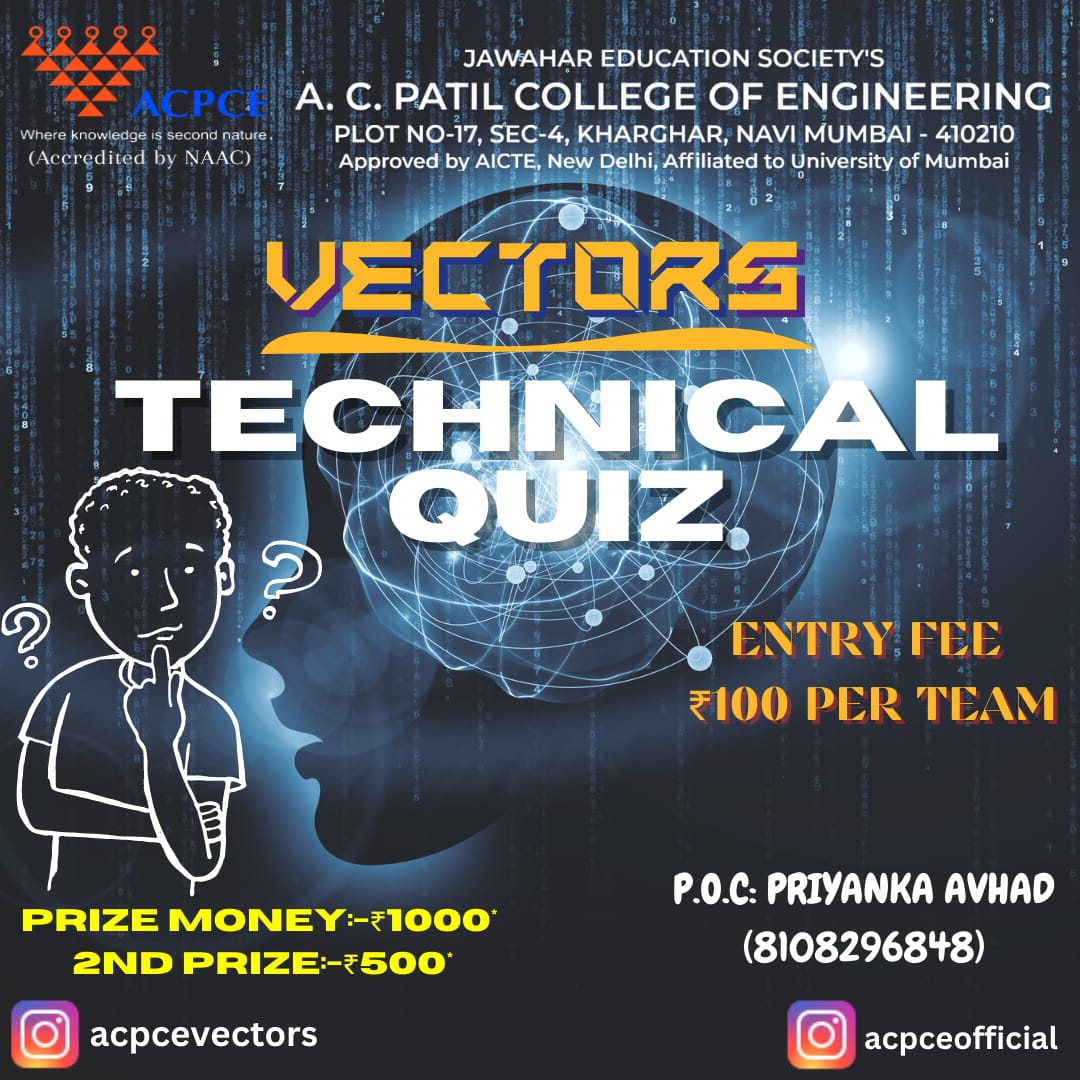 ACPCE
Where knowledge is second nature.
(Accredited by NAAC)
JAWAHAR EDUCATION SOCIETY'S
A. C. PATIL COLLEGE OF ENGINEERING
PLOT NO-17, SEC-4, KHARGHAR, NAVI MUMBAI - 410210
Approved by AICTE, New Delhi, Affiliated to University of Mumbai
VECTORS
TECHNICAL
QUIZ
? ?
ENTRY FEE
₹100 PER TEAM
P.O.C: PRIYANKA AVHAD
(8108296848)
PRIZE MONEY:-₹1000*
2ND PRIZE:-₹500*
acpcevectors
acpceofficial